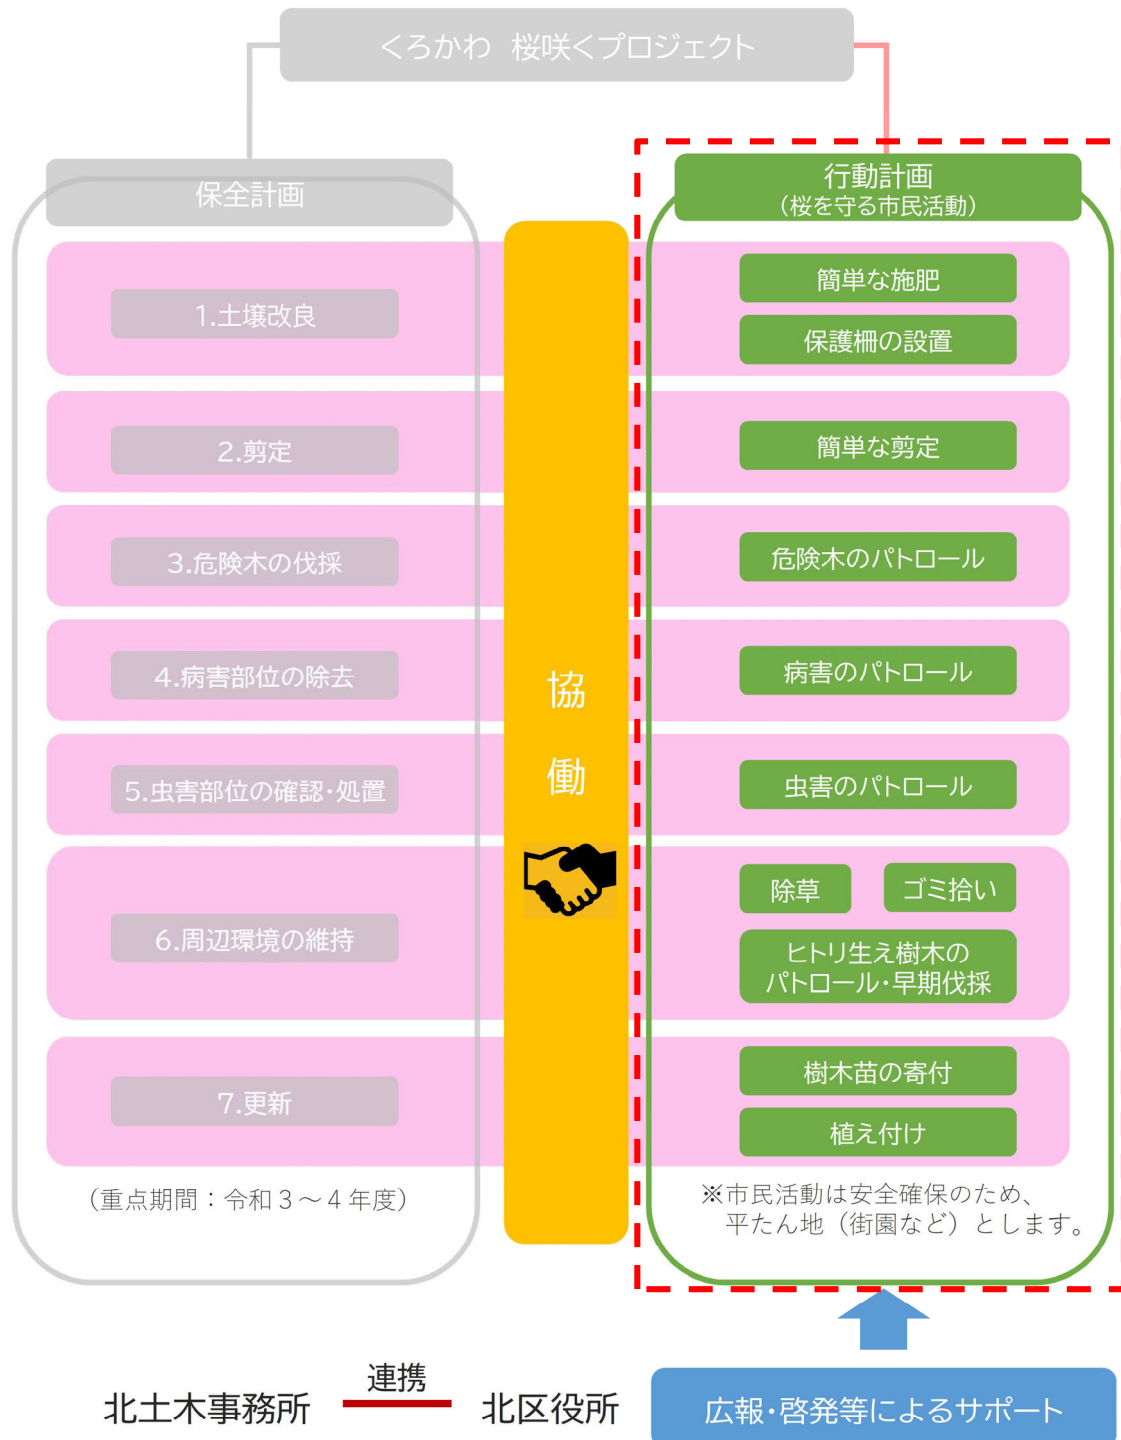 くろかわ 桜咲くプロジェクト
保全計画
行動計画
(桜を守る市民活動)
1.土壌改良
簡単な施肥
保護柵の設置
2.剪定
簡単な剪定
3.危険木の伐採
危険木のパトロール
4.病害部位の除去
病害のパトロール
5.虫害部位の確認・処置
虫害のパトロール
協
働
6.周辺環境の維持
除草
ゴミ拾い
ヒトリ生え樹木の
パトロール・早期伐採
7.更新
樹木苗の寄付
植え付け
(重点期間:令和3~4年度)
※市民活動は安全確保のため、
平たん地(街園など)とします。
北土木事務所
連携
北区役所
広報・啓発等によるサポート